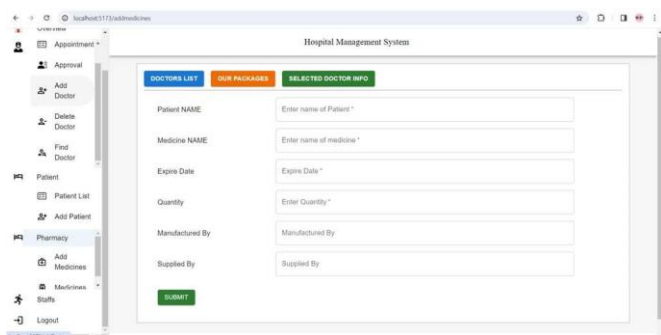 localhost:5173/addmedicines
Overview
Appointment
Approval
Add
Doctor
Delete
Doctor
Find
Doctor
Patient
Patient List
Add Patient
Pharmacy
Add
Medicines
Medicines
Staffs
Logout
Hospital Management System
DOCTORS LIST
OUR PACKAGES
SELECTED DOCTOR INFO
Patient NAME
Enter name of Patient *
Medicine NAME
Enter name of medicine *
Expire Date
Expire Date *
Quantity
Enter Quantity *
Manufactured By
Manufactured By
Supplied By
Supplied By
SUBMIT